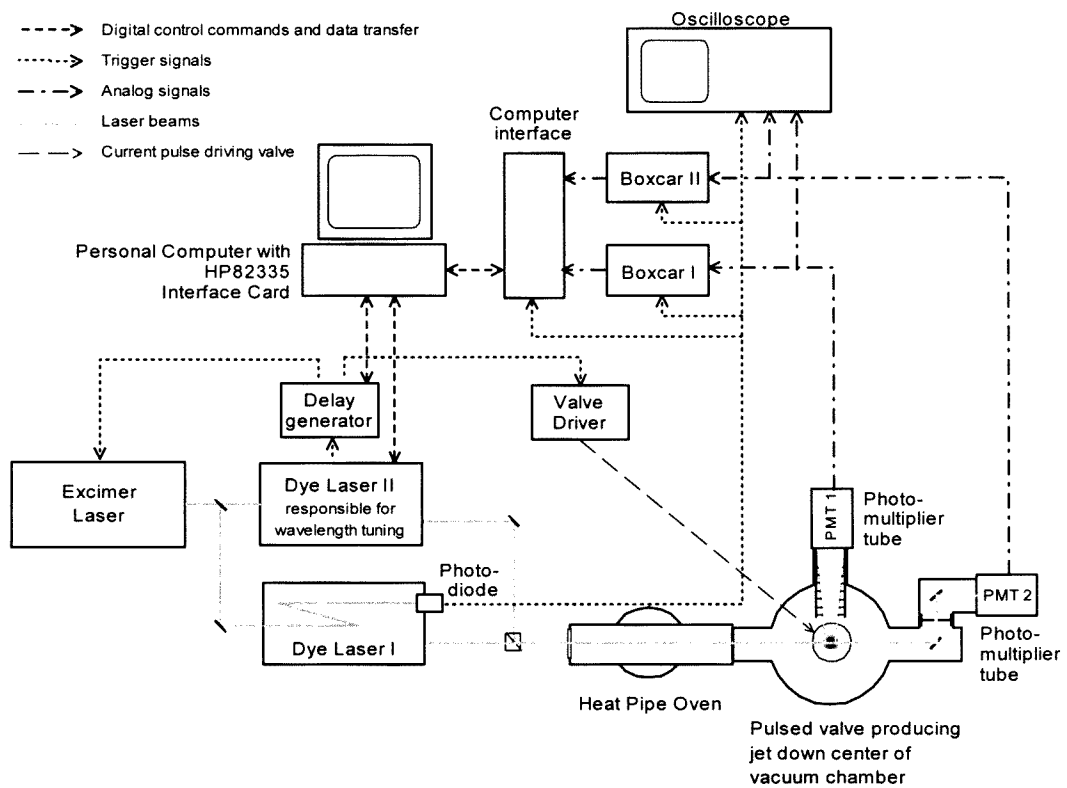 Oscilloscope
Digital control commands and data transfer
Trigger signals
Analog signals
Laser beams
Current pulse driving valve
Computer
interface
Boxcar II
Boxcar I
Personal Computer with
HP82335
Interface Card
Delay
generator
Valve
Driver
Excimer
Laser
Dye Laser II
responsible for
wavelength tuning
Photo-
diode
Dye Laser I
PMT 1
Photo-
multiplier
tube
PMT 2
Photo-
multiplier
tube
Heat Pipe Oven
Pulsed valve producing
jet down center of
vacuum chamber